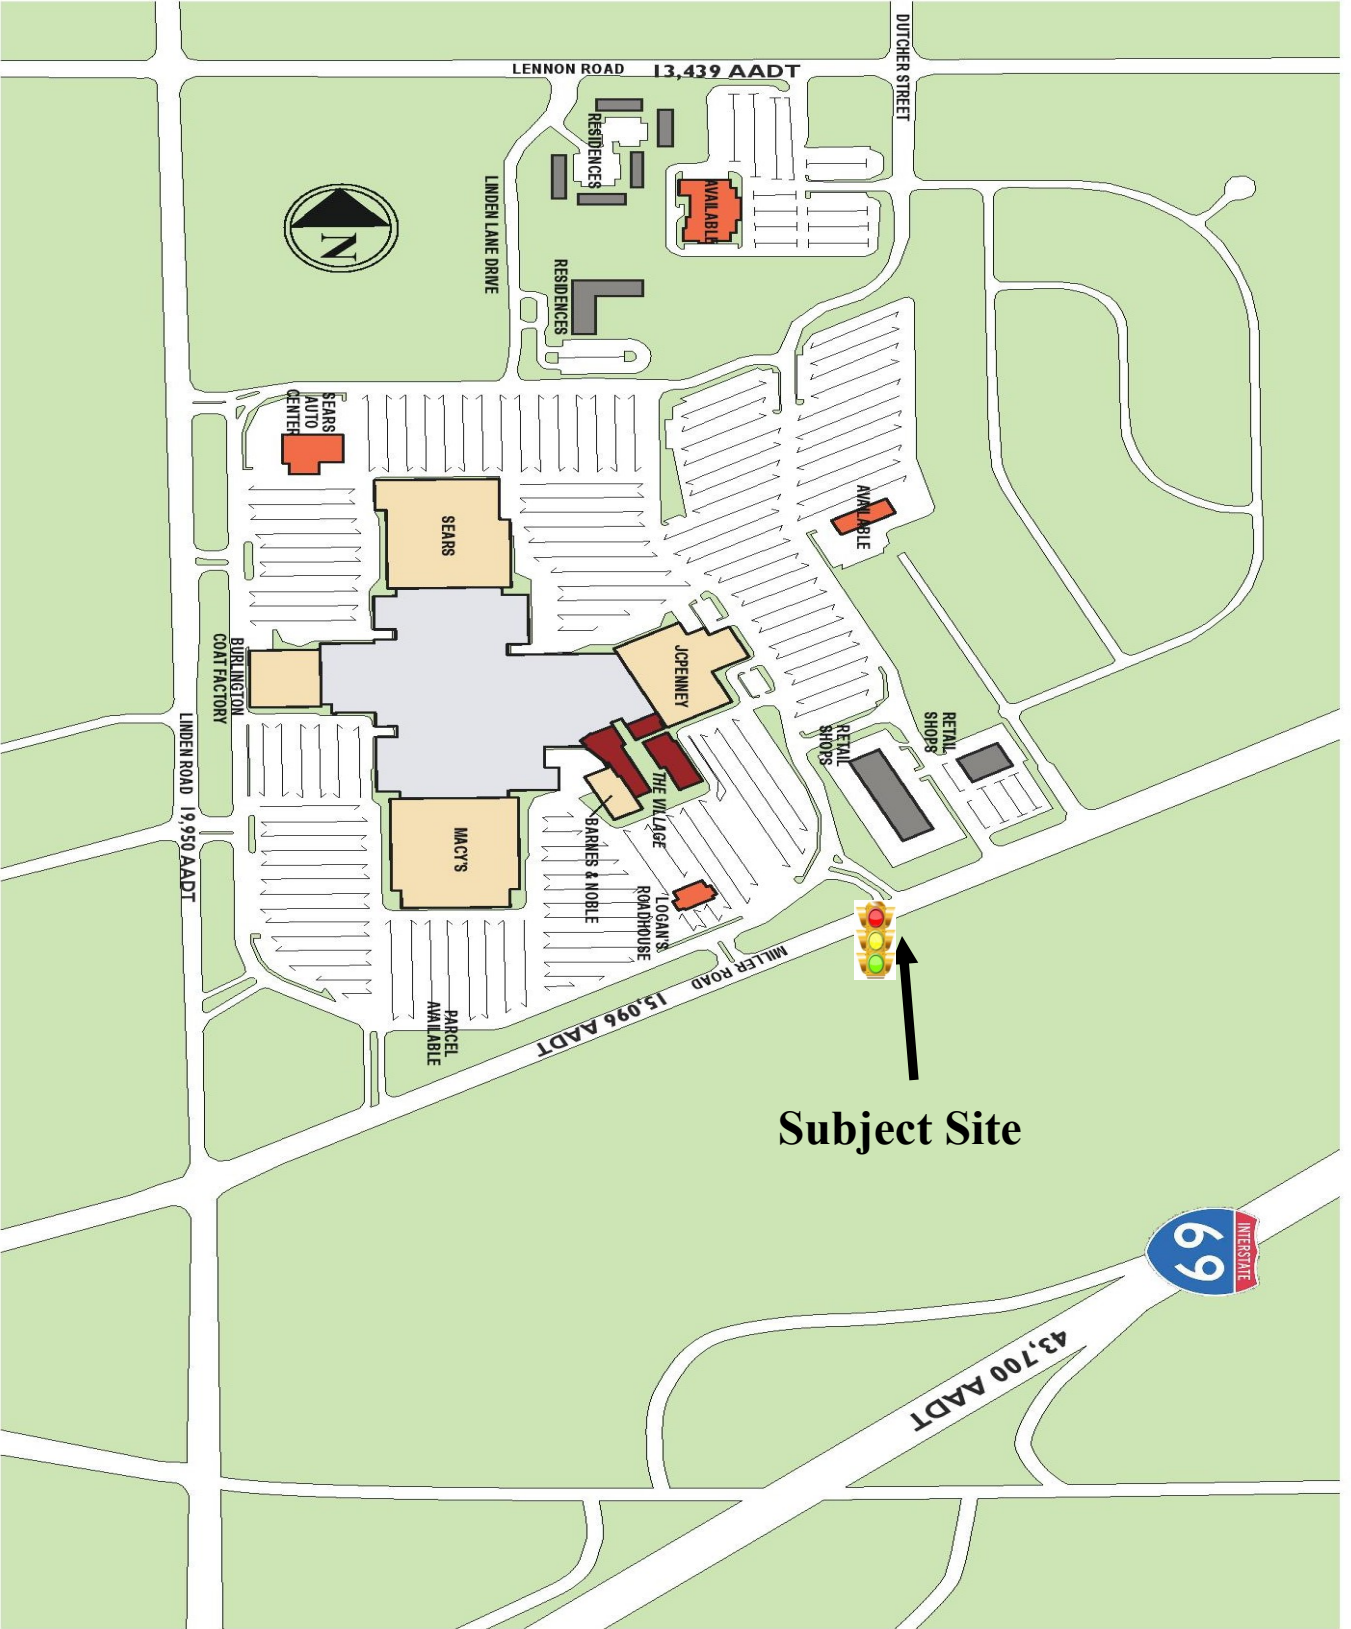 DUTCHER STREET
LENNON ROAD 13,439 AADT
RESIDENCES
AVAILABLE
LINDEN LANE DRIVE
N
RESIDENCES
SEARS
AUTO
CENTER
SEARS
AVAILABLE
BURLINGTON
COAT FACTORY
JCPENNEY
RETAIL
SHOPS
RETAIL
SHOPS
LINDEN ROAD 19,950 AADT
THE VILLAGE
MACY'S
BARNES & NOBLE
LOGAN'S
ROADHOUSE
MILLER ROAD 15,096 AADT
PARCEL
AVAILABLE
Subject Site
INTERSTATE
69
43,700 AADT